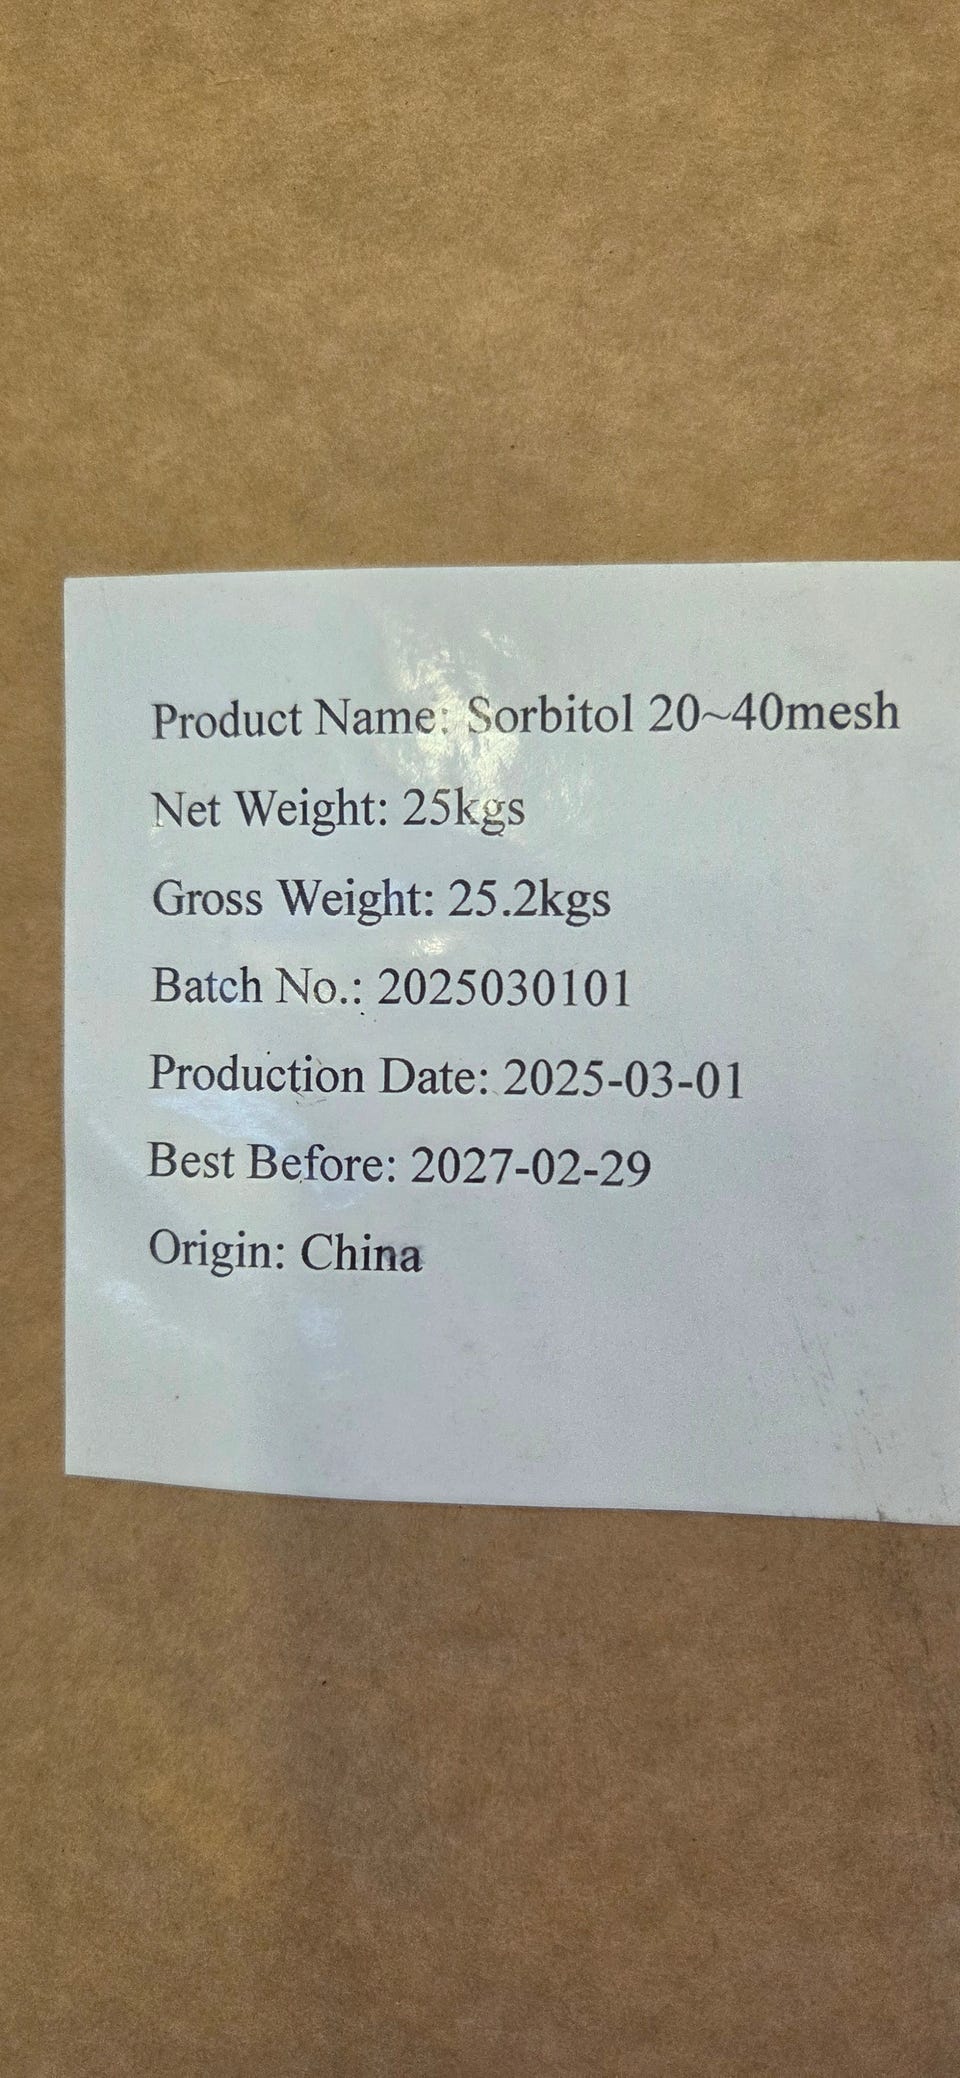 Product Name: Sorbitol 20~40mesh
Net Weight: 25kgs
Gross Weight: 25.2kgs
Batch No.: 2025030101
Production Date: 2025-03-01
Best Before: 2027-02-29
Origin: China